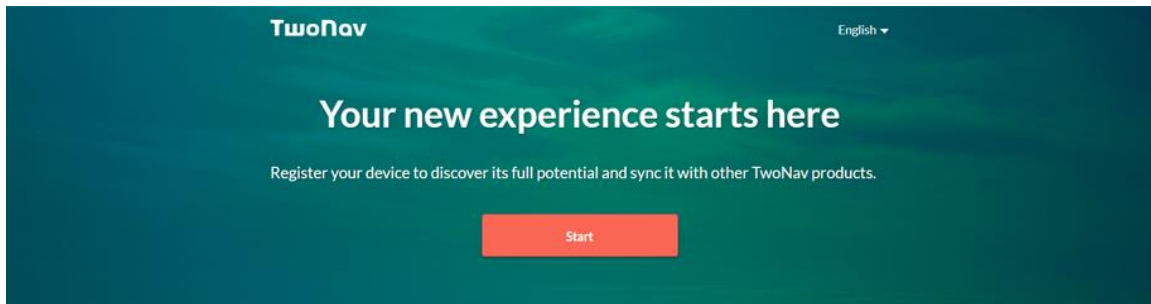 TwoNav
English
Your new experience starts here
Register your device to discover its full potential and sync it with other TwoNav products.
Start